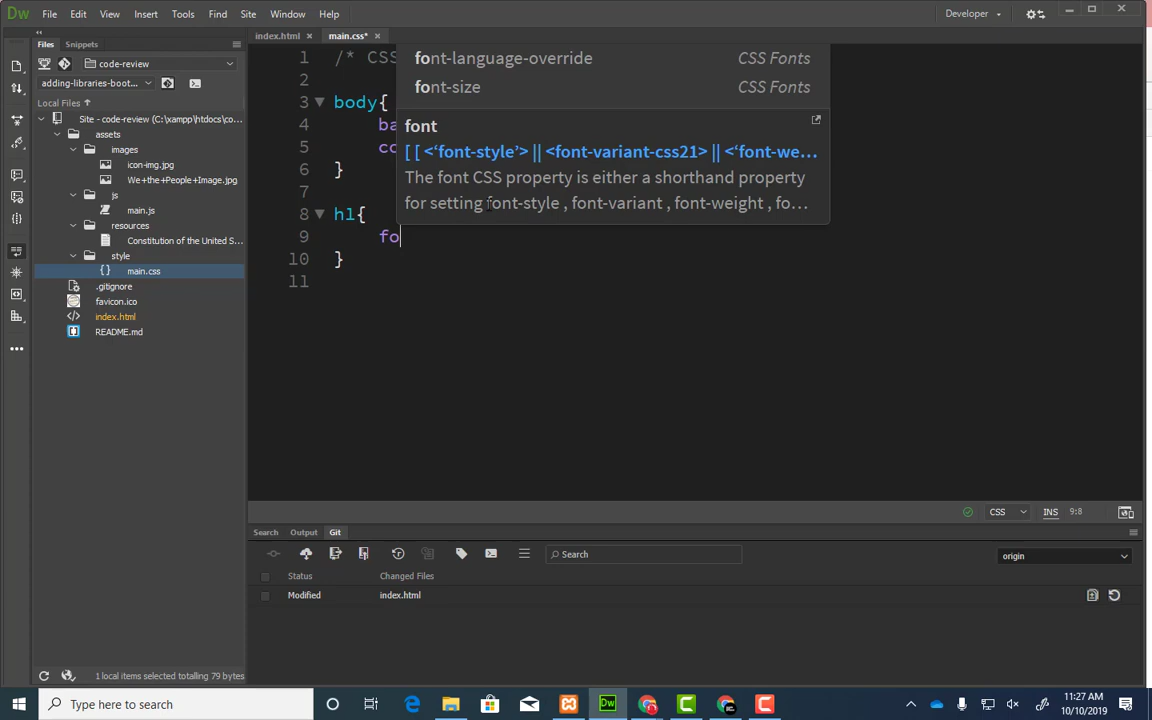 Dw File Edit View Insert Tools Find Site Window Help Developer
Files Snippets
index.html main.css*
code-review
adding-libraries-boot...
Local Files
Site - code-review (C:\xampp\htdocs\co...
assets
images
icon-img.jpg
We+the+People+Image.jpg
js
main.js
resources
Constitution of the United S...
style
main.css
.gitignore
favicon.ico
index.html
README.md
1 /* CSS
2
3 body{
4 ba
5 co
6 }
7
8 h1{
9 fo
10 }
11
font-language-override CSS Fonts
font-size CSS Fonts
font
[ [ <‘font-style’> || <font-variant-css21> || <‘font-we...
The font CSS property is either a shorthand property
for setting font-style , font-variant , font-weight , fo...
CSS INS 9:8
Search Output Git
Search
origin
Status Changed Files
Modified index.html
1 local items selected totalling 79 bytes
Type here to search
Dw
11:27 AM
10/10/2019